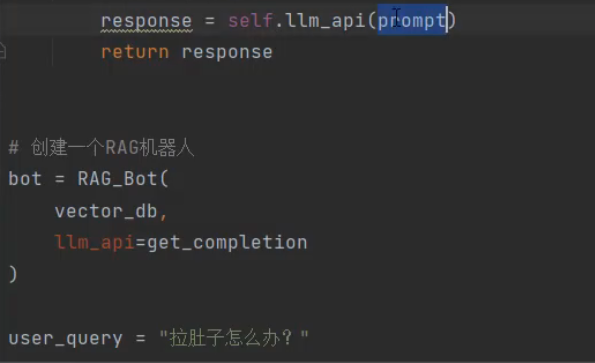 response = self.llm_api(prompt)
return response
# 创建一个RAG机器人
bot = RAG_Bot(
vector_db,
llm_api=get_completion
)
user_query = "拉肚子怎么办？"